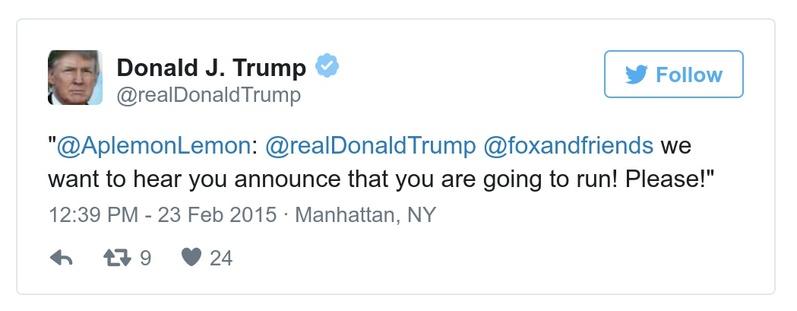 Donald J. Trump
@realDonaldTrump
Follow
"@AplemonLemon: @realDonaldTrump @foxandfriends we
want to hear you announce that you are going to run! Please!"
12:39 PM - 23 Feb 2015 · Manhattan, NY
9 24